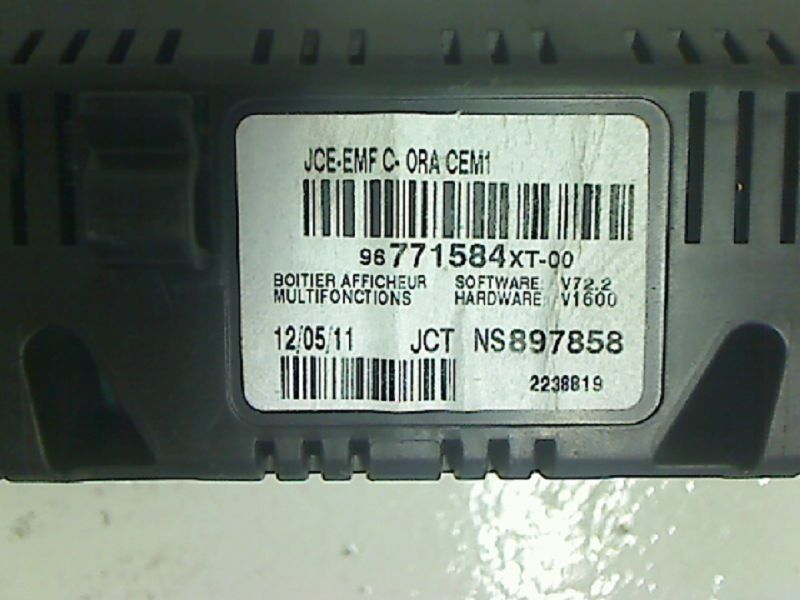 JCE-EMF C- ORA CEM1
96771584XT-00
BOITIER AFFICHEUR SOFTWARE V72.2
MULTIFONCTIONS HARDWARE V1600
12/05/11 JCT NS897858
2238819